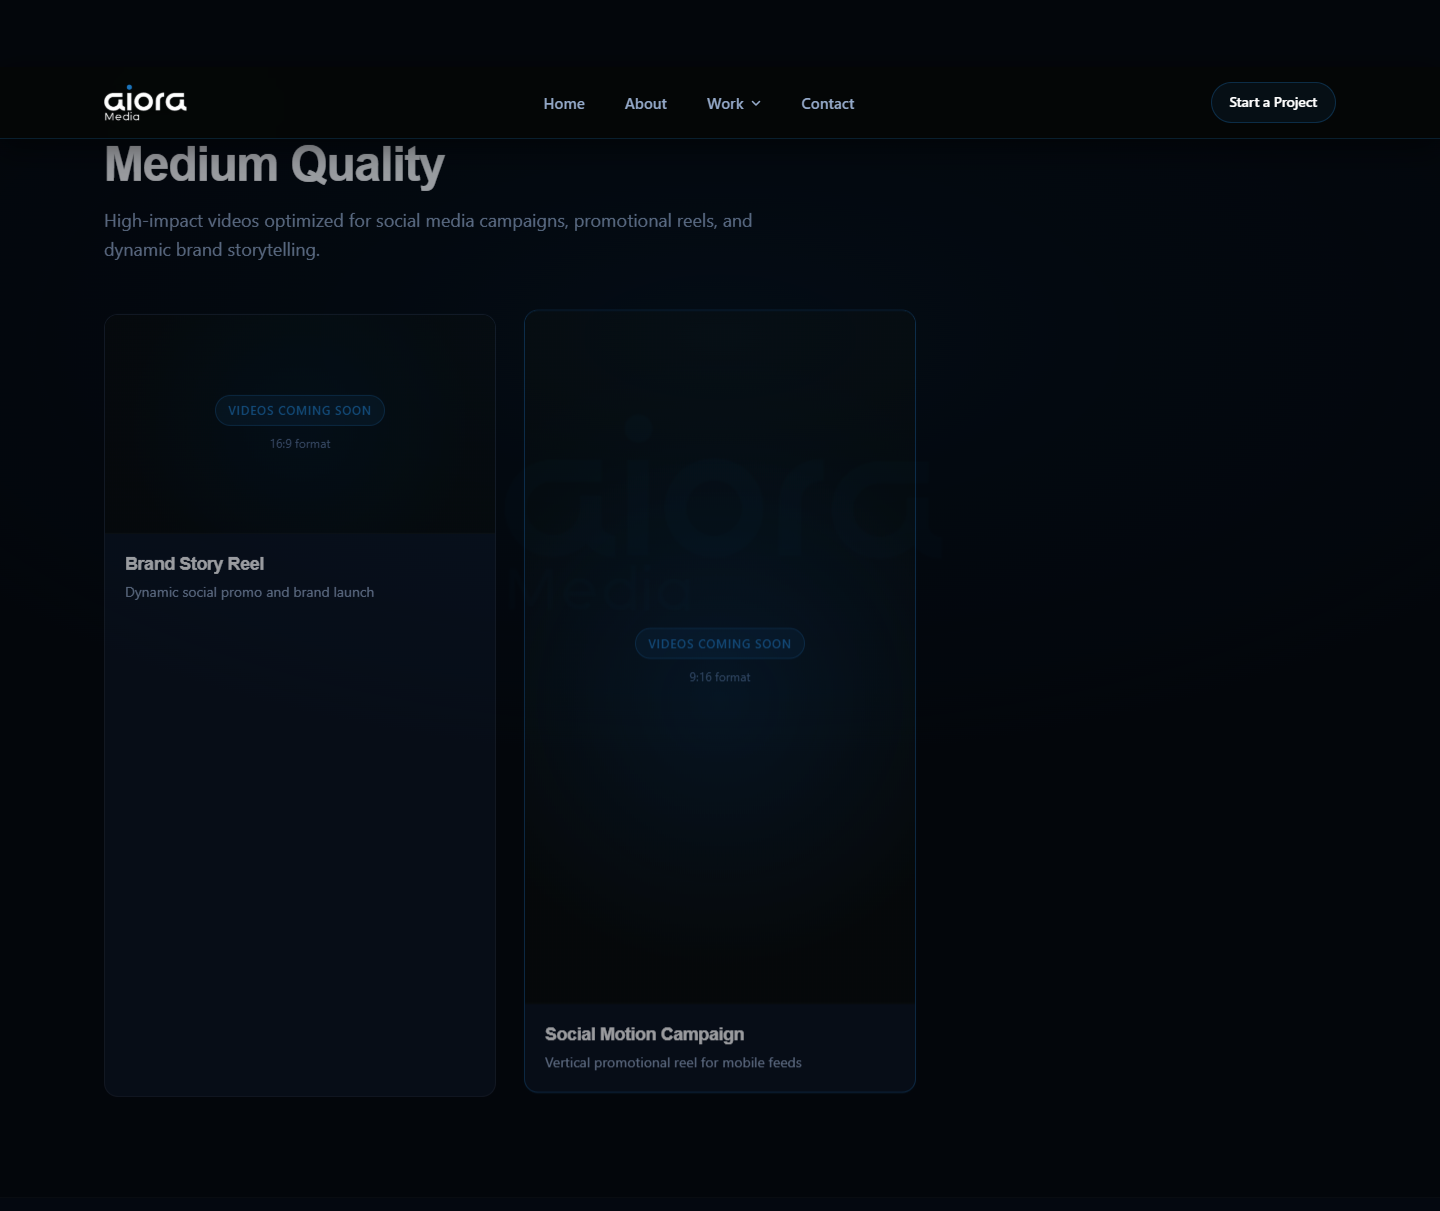 aiora
Media
Home
About
Work
Contact
Start a Project
Medium Quality
High-impact videos optimized for social media campaigns, promotional reels, and
dynamic brand storytelling.
VIDEOS COMING SOON
16:9 format
Brand Story Reel
Dynamic social promo and brand launch
aiora
Media
VIDEOS COMING SOON
9:16 format
Social Motion Campaign
Vertical promotional reel for mobile feeds